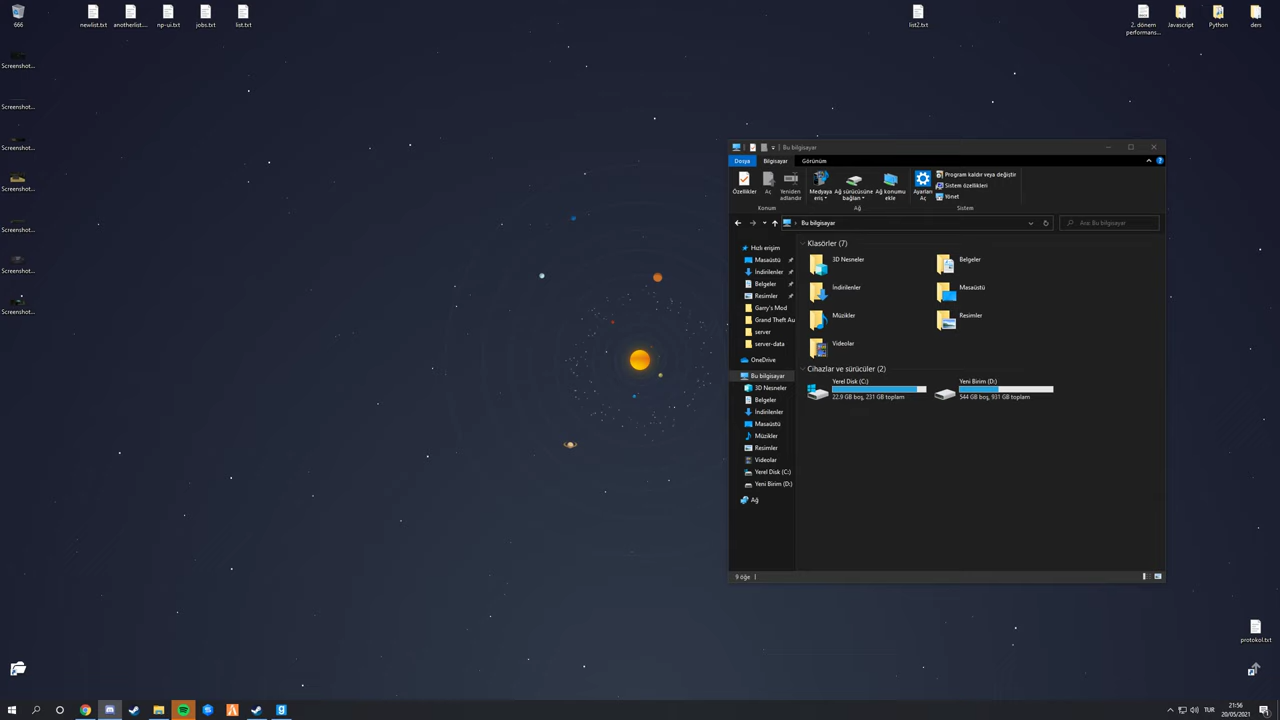 666
newlist.txt
anotherlist....
np-ui.txt
jobs.txt
list.txt
list2.txt
2. dönem
performans...
Javascript
Python
ders
Screenshot...
Screenshot...
Screenshot...
Screenshot...
Screenshot...
Screenshot...
Screenshot...
Bu bilgisayar
Dosya
Bilgisayar
Görünüm
Özellikler
Aç
Yeniden
adlandır
Medyaya
eriş
Ağ sürücüsüne
bağlan
Ağ konumu
ekle
Ayarları
Aç
Program kaldır veya değiştir
Sistem özellikleri
Yönet
Konum
Ağ
Sistem
Bu bilgisayar
Ara: Bu bilgisayar
Hızlı erişim
Masaüstü
İndirilenler
Belgeler
Resimler
Garry's Mod
Grand Theft Au
server
server-data
OneDrive
Bu bilgisayar
3D Nesneler
Belgeler
İndirilenler
Masaüstü
Müzikler
Resimler
Videolar
Yerel Disk (C:)
Yeni Birim (D:)
Ağ
Klasörler (7)
3D Nesneler
Belgeler
İndirilenler
Masaüstü
Müzikler
Resimler
Videolar
Cihazlar ve sürücüler (2)
Yerel Disk (C:)
22.9 GB boş, 231 GB toplam
Yeni Birim (D:)
544 GB boş, 931 GB toplam
9 öğe
protokol.txt
TUR
21:56
20/05/2021